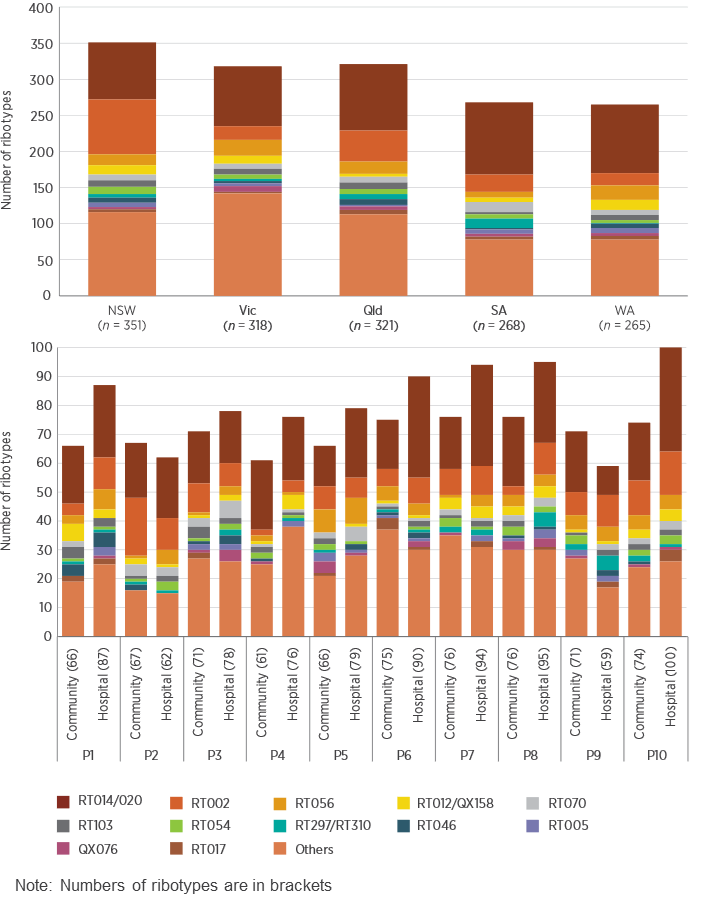 400
350
300
250
200
150
100
50
0
Number of ribotypes
NSW Vic Qld SA WA
(n = 351) (n = 318) (n = 321) (n = 268) (n = 265)
100
90
80
70
60
50
40
30
20
10
0
Number of ribotypes
Community (66)
Hospital (87)
Community (67)
Hospital (62)
Community (71)
Hospital (78)
Community (61)
Hospital (76)
Community (66)
Hospital (79)
Community (75)
Hospital (90)
Community (76)
Hospital (94)
Community (76)
Hospital (95)
Community (71)
Hospital (59)
Community (74)
Hospital (100)
P1 P2 P3 P4 P5 P6 P7 P8 P9 P10
RT014/020 RT002 RT056 RT012/QX158 RT070
RT103 RT054 RT297/RT310 RT046 RT005
QX076 RT017 Others
Note: Numbers of ribotypes are in brackets